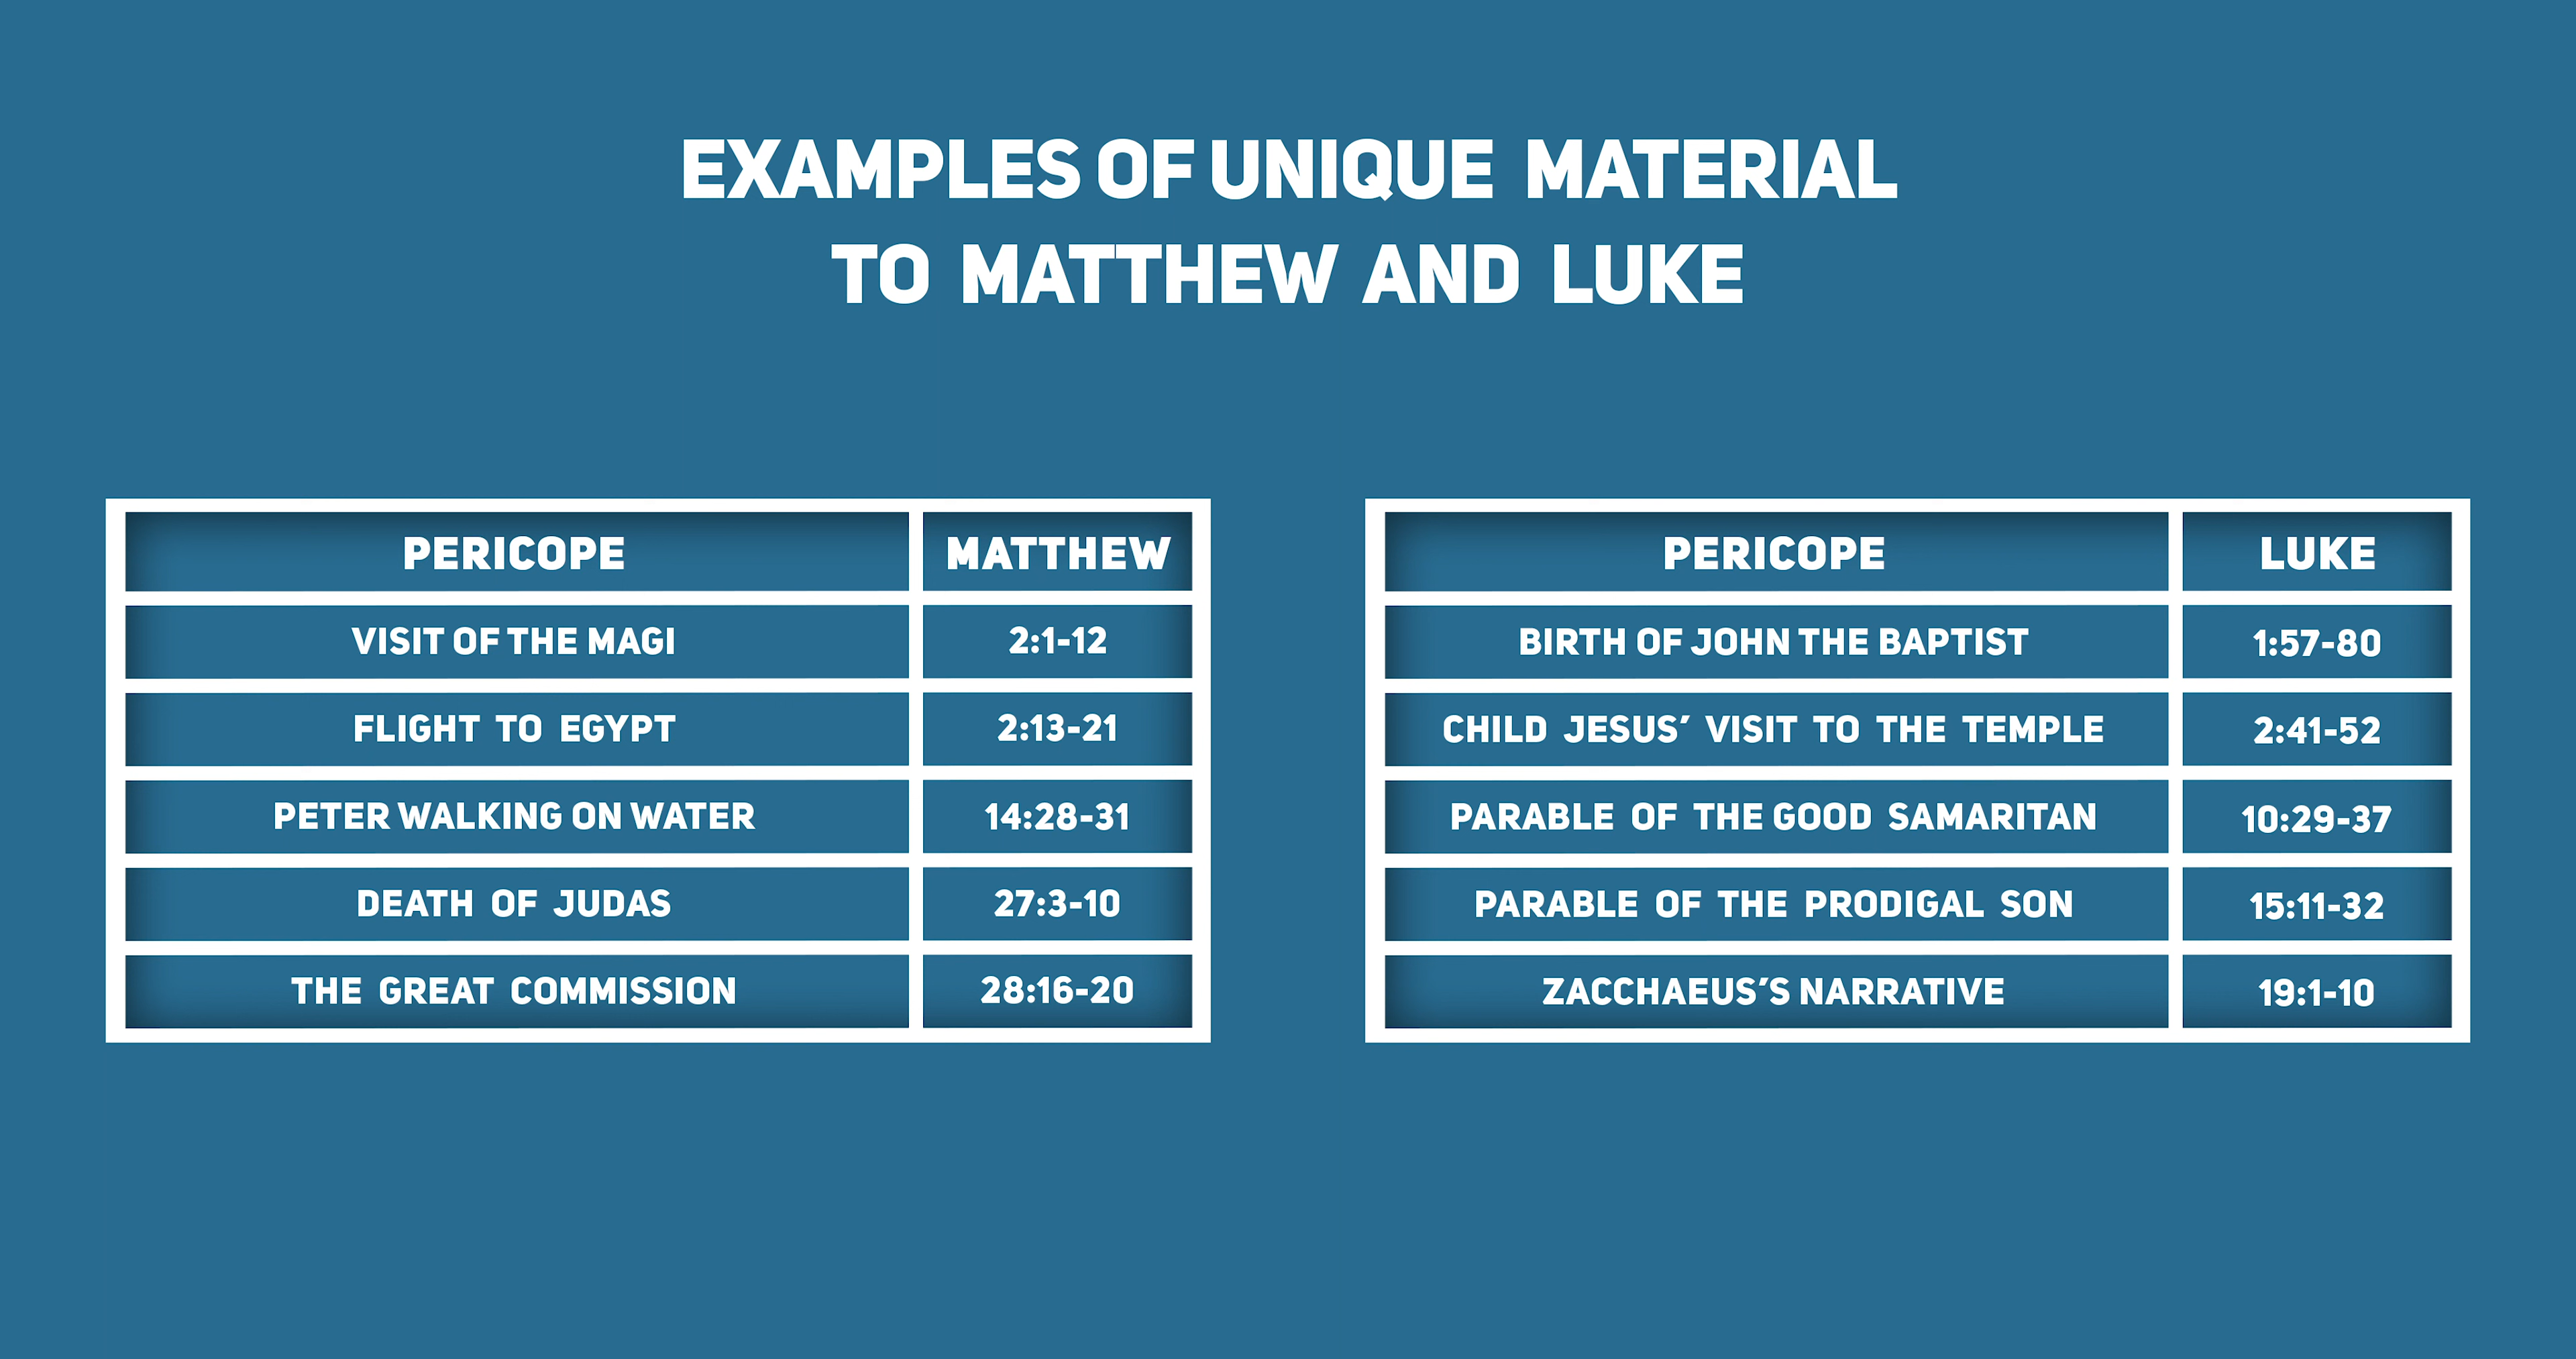 EXAMPLES OF UNIQUE MATERIAL
TO MATTHEW AND LUKE
PERICOPE MATTHEW
VISIT OF THE MAGI 2:1-12
FLIGHT TO EGYPT 2:13-21
PETER WALKING ON WATER 14:28-31
DEATH OF JUDAS 27:3-10
THE GREAT COMMISSION 28:16-20
PERICOPE LUKE
BIRTH OF JOHN THE BAPTIST 1:57-80
CHILD JESUS' VISIT TO THE TEMPLE 2:41-52
PARABLE OF THE GOOD SAMARITAN 10:29-37
PARABLE OF THE PRODIGAL SON 15:11-32
ZACCHAEUS'S NARRATIVE 19:1-10